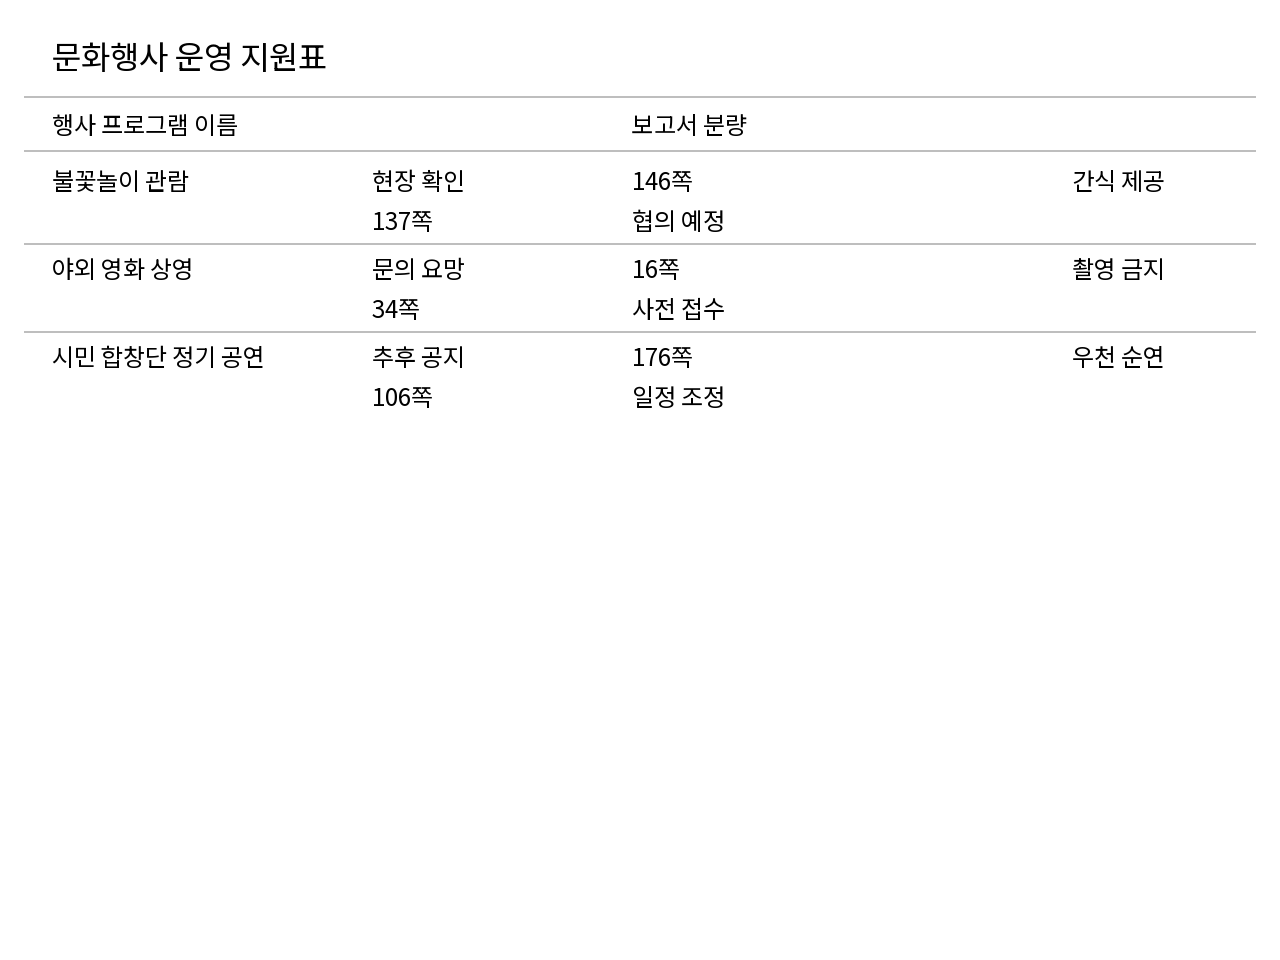 문화행사 운영 지원표
행사 프로그램 이름 보고서 분량
불꽃놀이 관람 현장 확인 146쪽 간식 제공
137쪽 협의 예정
야외 영화 상영 문의 요망 16쪽 촬영 금지
34쪽 사전 접수
시민 합창단 정기 공연 추후 공지 176쪽 우천 순연
106쪽 일정 조정